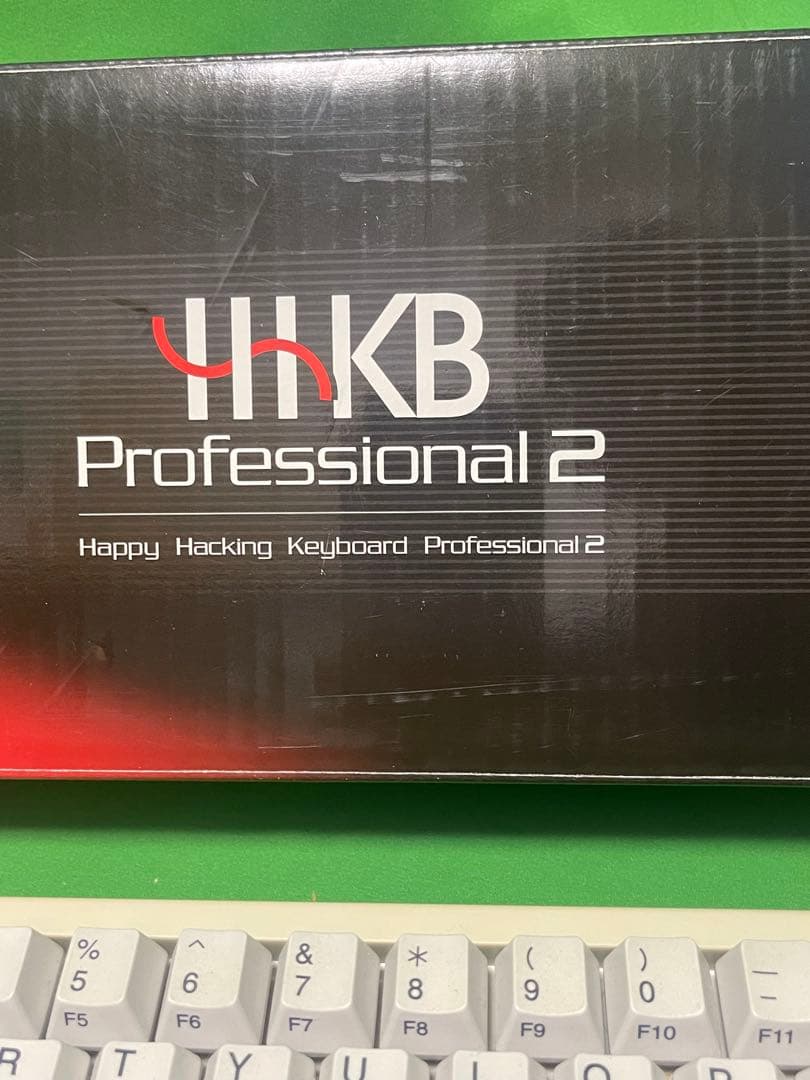 HHKB
Professional 2
Happy Hacking Keyboard Professional 2
% ^ & * ( ) —
5 6 7 8 9 0 -
F5 F6 F7 F8 F9 F10 F11
R T Y U I O P